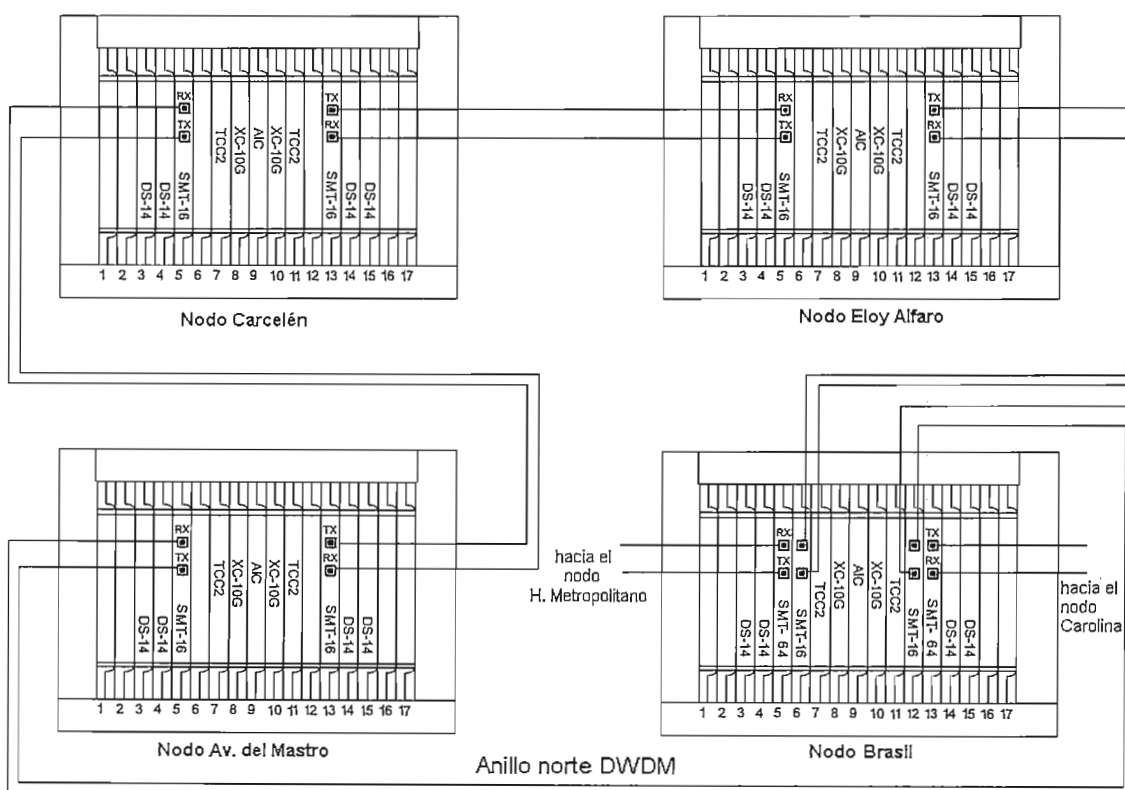 RX TX
TX RX
DS-14 DS-14 SMT-16 TCC2 XC-10G AIC XC-10G TCC2 SMT-16 DS-14 DS-14
1 2 3 4 5 6 7 8 9 10 11 12 13 14 15 16 17
Nodo Carcelén
RX TX
TX RX
DS-14 DS-14 SMT-16 TCC2 XC-10G AIC XC-10G TCC2 SMT-16 DS-14 DS-14
1 2 3 4 5 6 7 8 9 10 11 12 13 14 15 16 17
Nodo Eloy Alfaro
RX TX
TX RX
DS-14 DS-14 SMT-16 TCC2 XC-10G AIC XC-10G TCC2 SMT-16 DS-14 DS-14
1 2 3 4 5 6 7 8 9 10 11 12 13 14 15 16 17
Nodo Av. del Mastro
hacia el
nodo
H. Metropolitano
RX TX
TX RX
DS-14 DS-14 SMT- 64 SMT-16 TCC2 XC-10G AIC XC-10G TCC2 SMT-16 SMT- 64 DS-14 DS-14
1 2 3 4 5 6 7 8 9 10 11 12 13 14 15 16 17
hacia el
nodo
Carolina
Nodo Brasil
Anillo norte DWDM